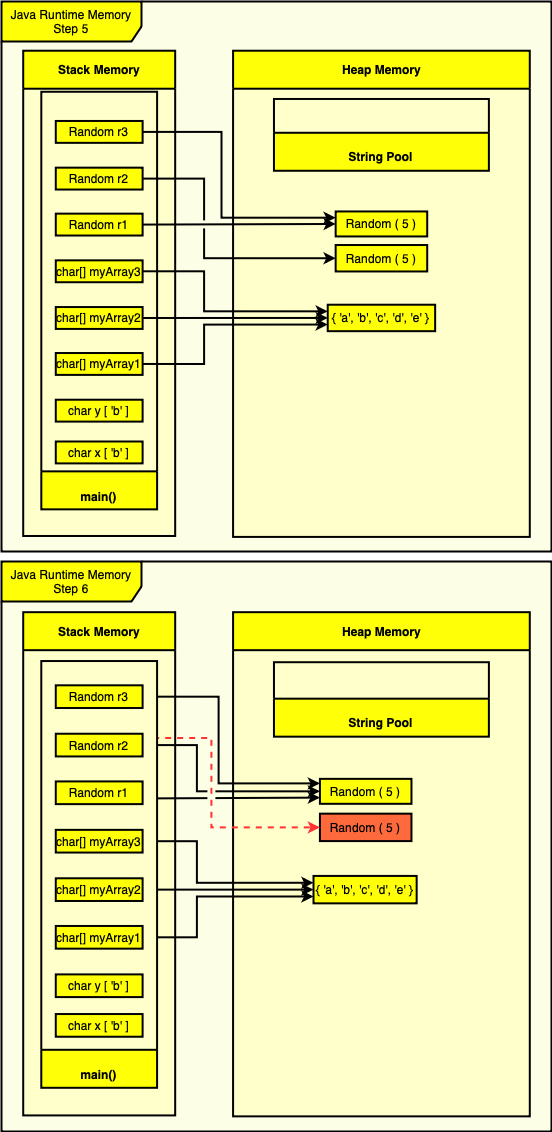 Java Runtime Memory
Step 5
Stack Memory
Heap Memory
String Pool
Random r3
Random r2
Random r1
char[] myArray3
char[] myArray2
char[] myArray1
char y [ 'b' ]
char x [ 'b' ]
main()
Random ( 5 )
Random ( 5 )
{ 'a', 'b', 'c', 'd', 'e' }
Java Runtime Memory
Step 6
Stack Memory
Heap Memory
String Pool
Random r3
Random r2
Random r1
char[] myArray3
char[] myArray2
char[] myArray1
char y [ 'b' ]
char x [ 'b' ]
main()
Random ( 5 )
Random ( 5 )
{ 'a', 'b', 'c', 'd', 'e' }